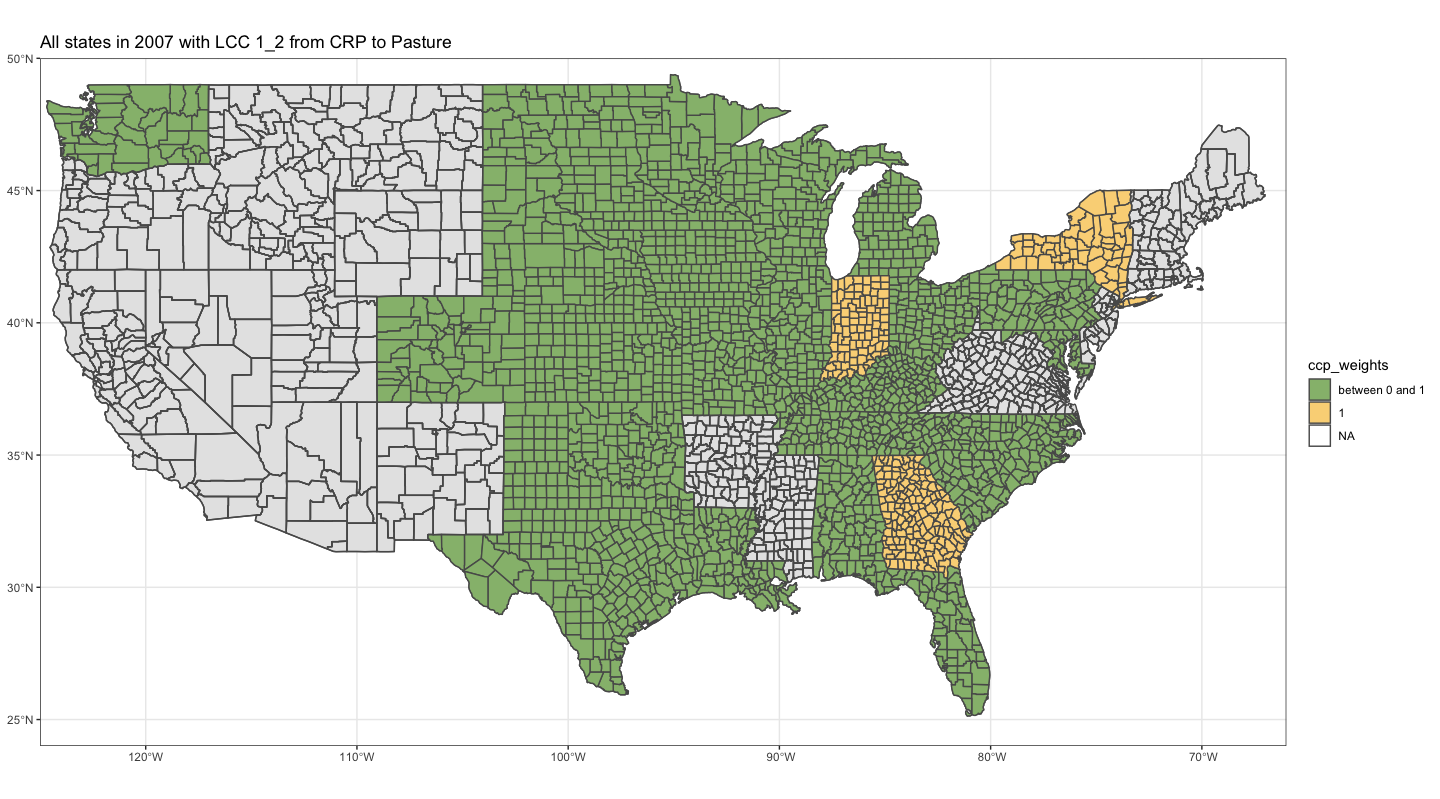 All states in 2007 with LCC 1_2 from CRP to Pasture
50°N
45°N
40°N
35°N
30°N
25°N
120°W
110°W
100°W
90°W
80°W
70°W
ccp_weights
between 0 and 1
1
NA